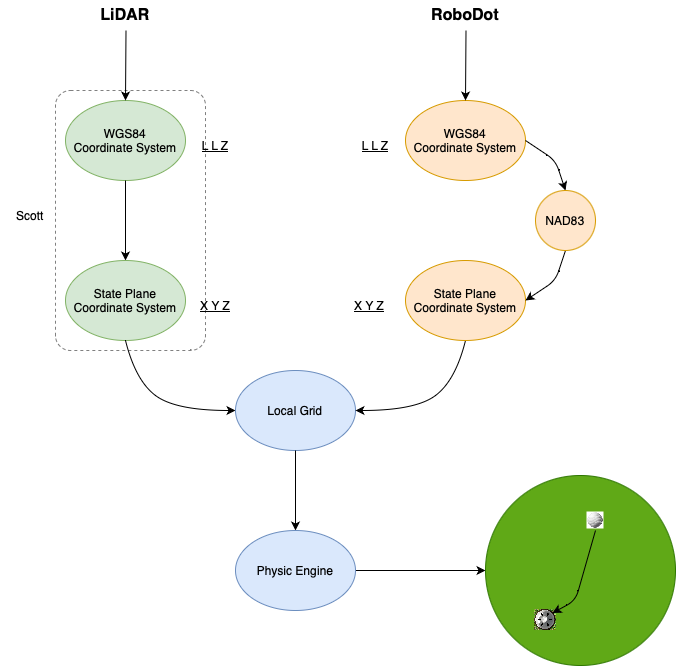 LiDAR
RoboDot
WGS84
Coordinate System
L L Z
L L Z
WGS84
Coordinate System
Scott
NAD83
State Plane
Coordinate System
X Y Z
X Y Z
State Plane
Coordinate System
Local Grid
Physic Engine